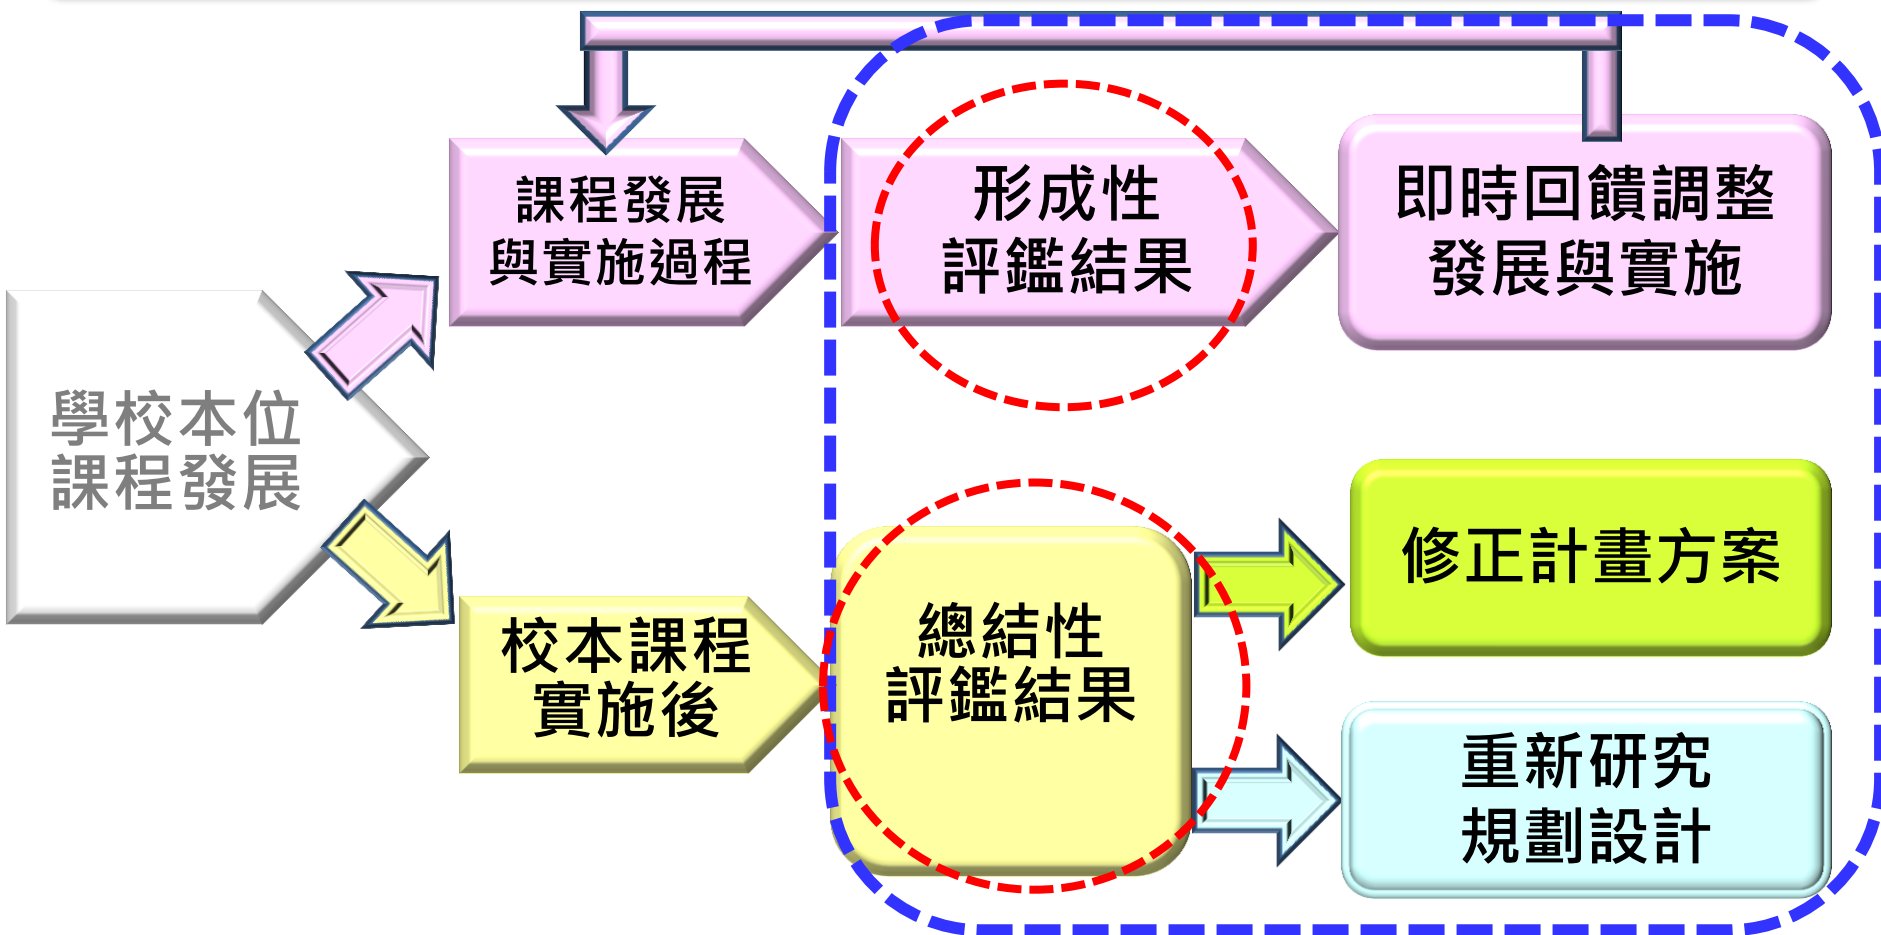 學校本位
課程發展
課程發展
與實施過程
形成性
評鑑結果
即時回饋調整
發展與實施
校本課程
實施後
總結性
評鑑結果
修正計畫方案
重新研究
規劃設計